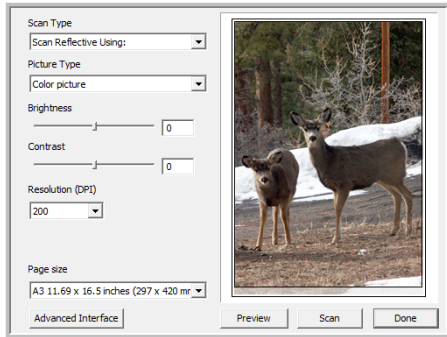 Scan Type
Scan Reflective Using:
Picture Type
Color picture
Brightness
0
Contrast
0
Resolution (DPI)
200
Page size
A3 11.69 x 16.5 inches (297 x 420 mr
Advanced Interface
Preview
Scan
Done